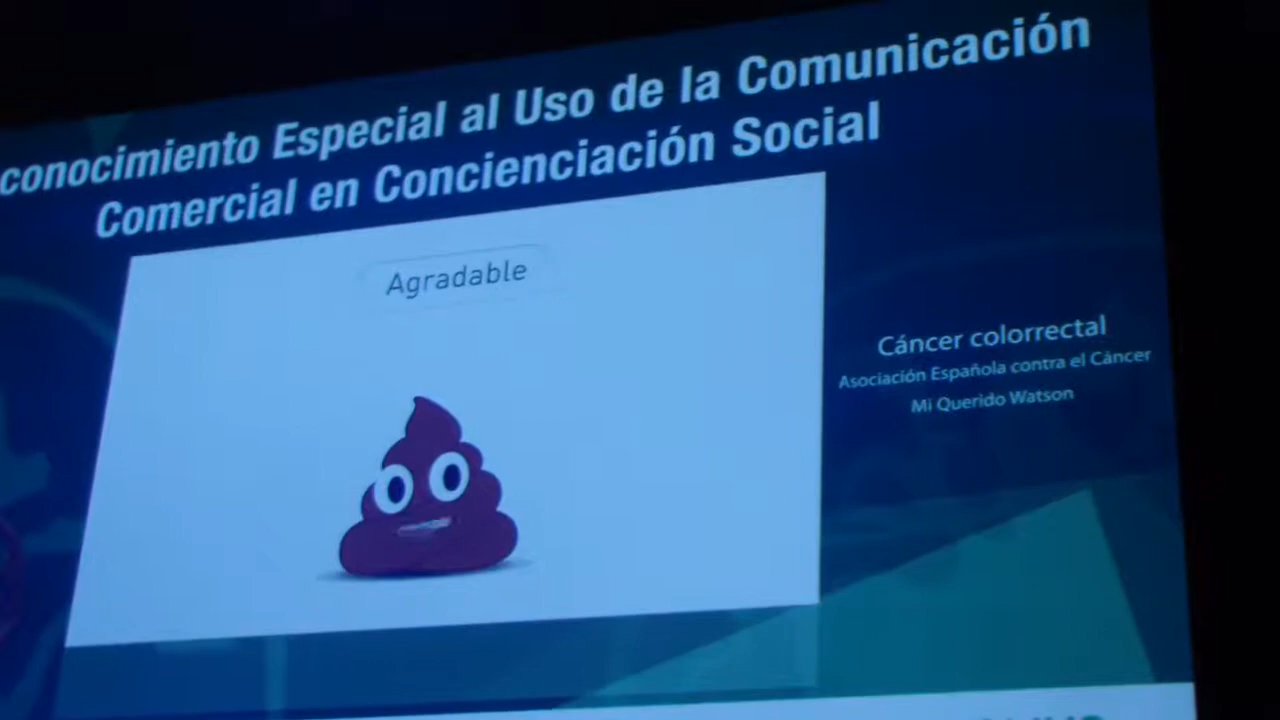 conocimiento Especial al Uso de la Comunicación
Comercial en Concienciación Social
Agradable
Cáncer colorrectal
Asociación Española contra el Cáncer
Mi Querido Watson